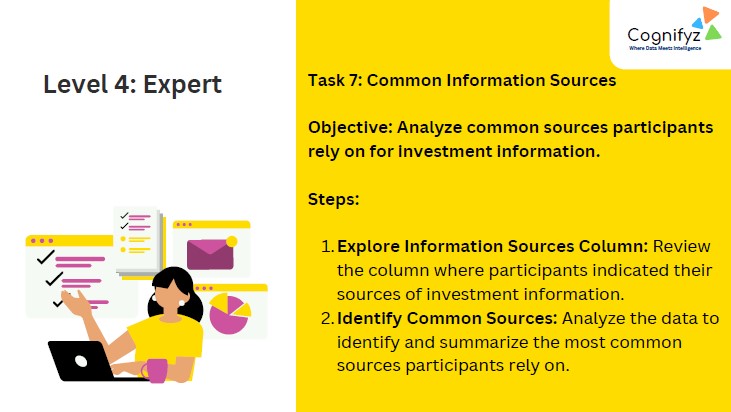 Cognifyz
Where Data Meets Intelligence
Level 4: Expert
Task 7: Common Information Sources
Objective: Analyze common sources participants
rely on for investment information.
Steps:
1. Explore Information Sources Column: Review
the column where participants indicated their
sources of investment information.
2. Identify Common Sources: Analyze the data to
identify and summarize the most common
sources participants rely on.